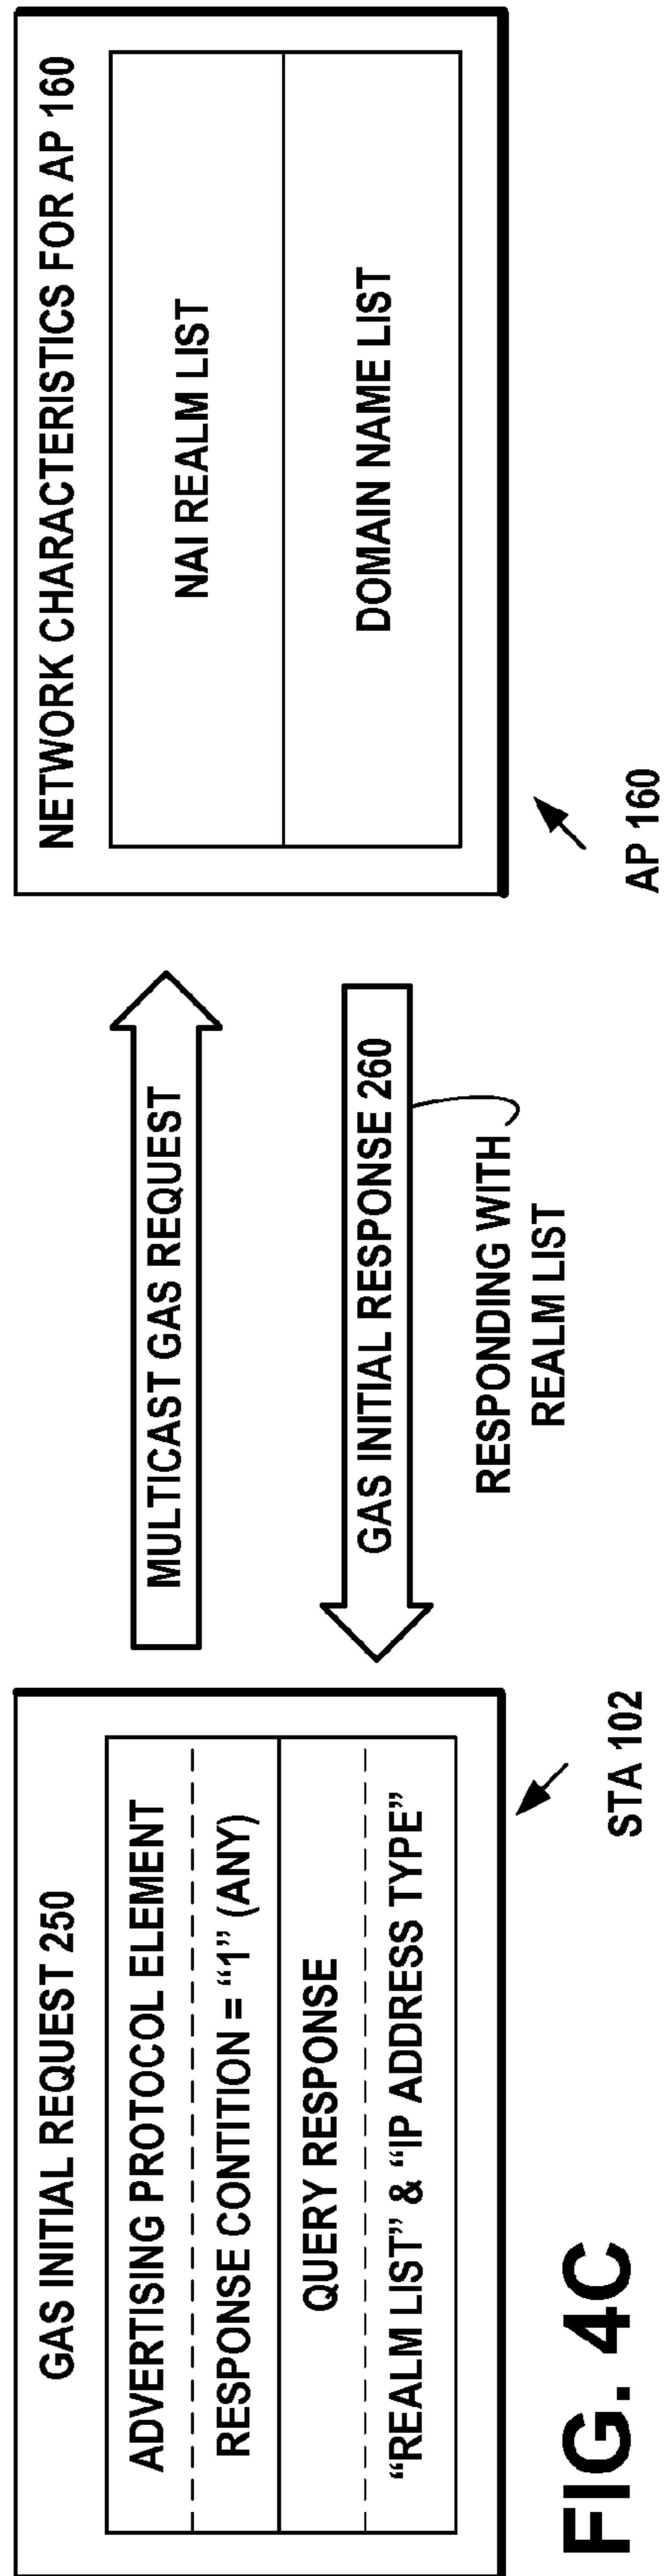 GAS INITIAL REQUEST 250
ADVERTISING PROTOCOL ELEMENT
RESPONSE CONTITION = “1” (ANY)
QUERY RESPONSE
“REALM LIST” & “IP ADDRESS TYPE”
STA 102
MULTICAST GAS REQUEST
GAS INITIAL RESPONSE 260
RESPONDING WITH
REALM LIST
NETWORK CHARACTERISTICS FOR AP 160
NAI REALM LIST
DOMAIN NAME LIST
AP 160
FIG. 4C